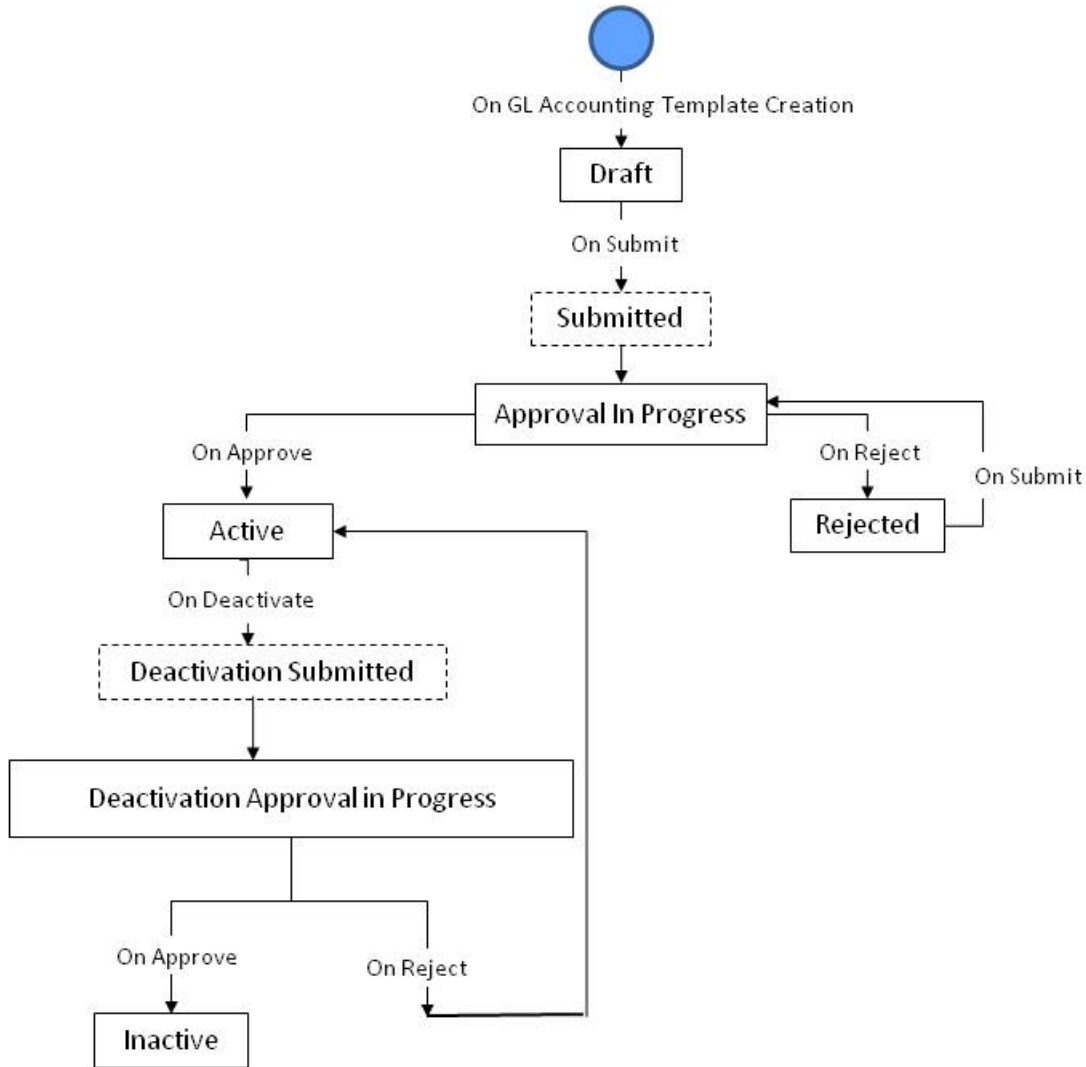 On GL Accounting Template Creation
Draft
On Submit
Submitted
Approval In Progress
On Approve
On Reject
On Submit
Active
Rejected
On Deactivate
Deactivation Submitted
Deactivation Approval in Progress
On Approve
On Reject
Inactive